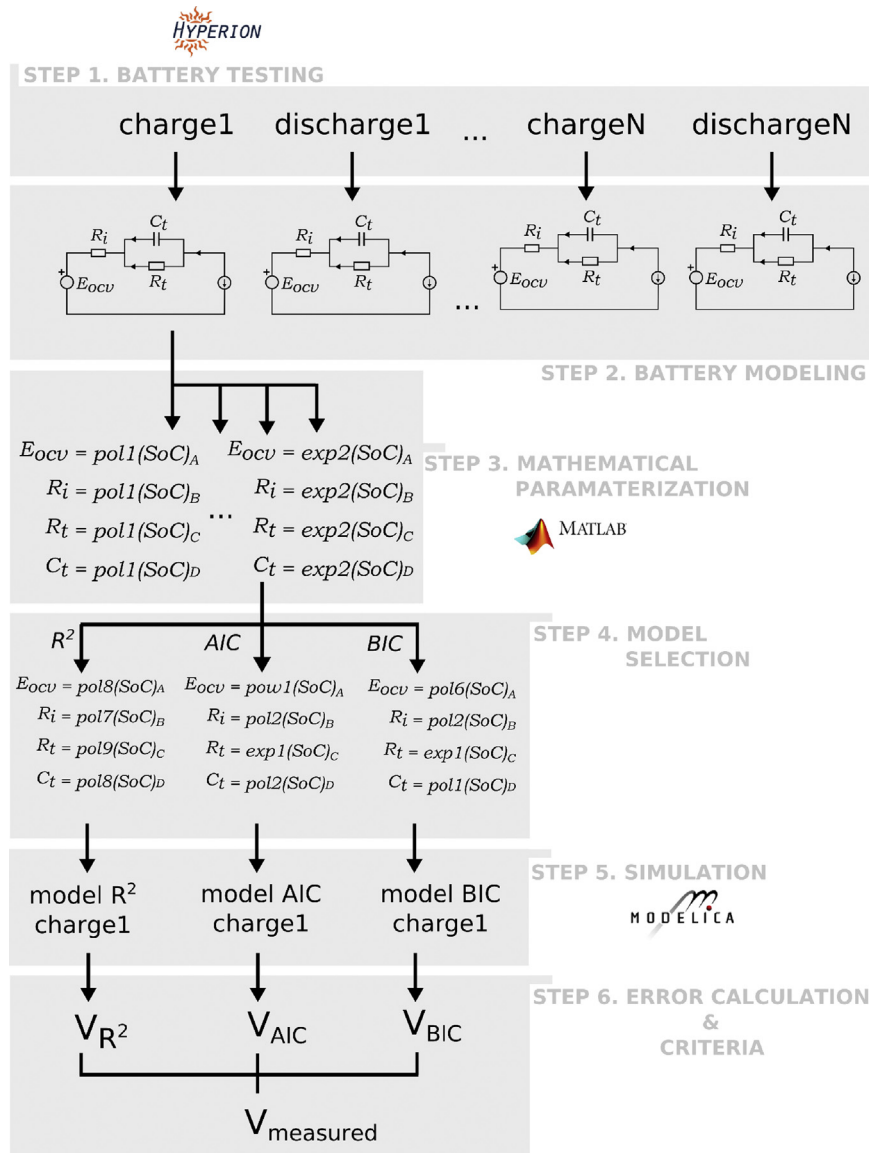 HYPERION
STEP 1. BATTERY TESTING
charge1 discharge1 ... chargeN dischargeN
Ct Ct Ct Ct
Ri Ri Ri Ri
+ Eocv + Eocv + Eocv + Eocv
Rt Rt Rt Rt
...
STEP 2. BATTERY MODELING
Eocv = pol1(SoC)A Eocv = exp2(SoC)A
STEP 3. MATHEMATICAL
PARAMATERIZATION
Ri = pol1(SoC)B Ri = exp2(SoC)B
...
Rt = pol1(SoC)C Rt = exp2(SoC)C
MATLAB
Ct = pol1(SoC)D Ct = exp2(SoC)D
R² AIC BIC
STEP 4. MODEL
SELECTION
Eocv = pol8(SoC)A Eocv = pow1(SoC)A Eocv = pol6(SoC)A
Ri = pol7(SoC)B Ri = pol2(SoC)B Ri = pol2(SoC)B
Rt = pol9(SoC)C Rt = exp1(SoC)C Rt = exp1(SoC)C
Ct = pol8(SoC)D Ct = pol2(SoC)D Ct = pol1(SoC)D
STEP 5. SIMULATION
model R² model AIC model BIC
charge1 charge1 charge1
MODELICA
STEP 6. ERROR CALCULATION
&
CRITERIA
VR² VAIC VBIC
Vmeasured